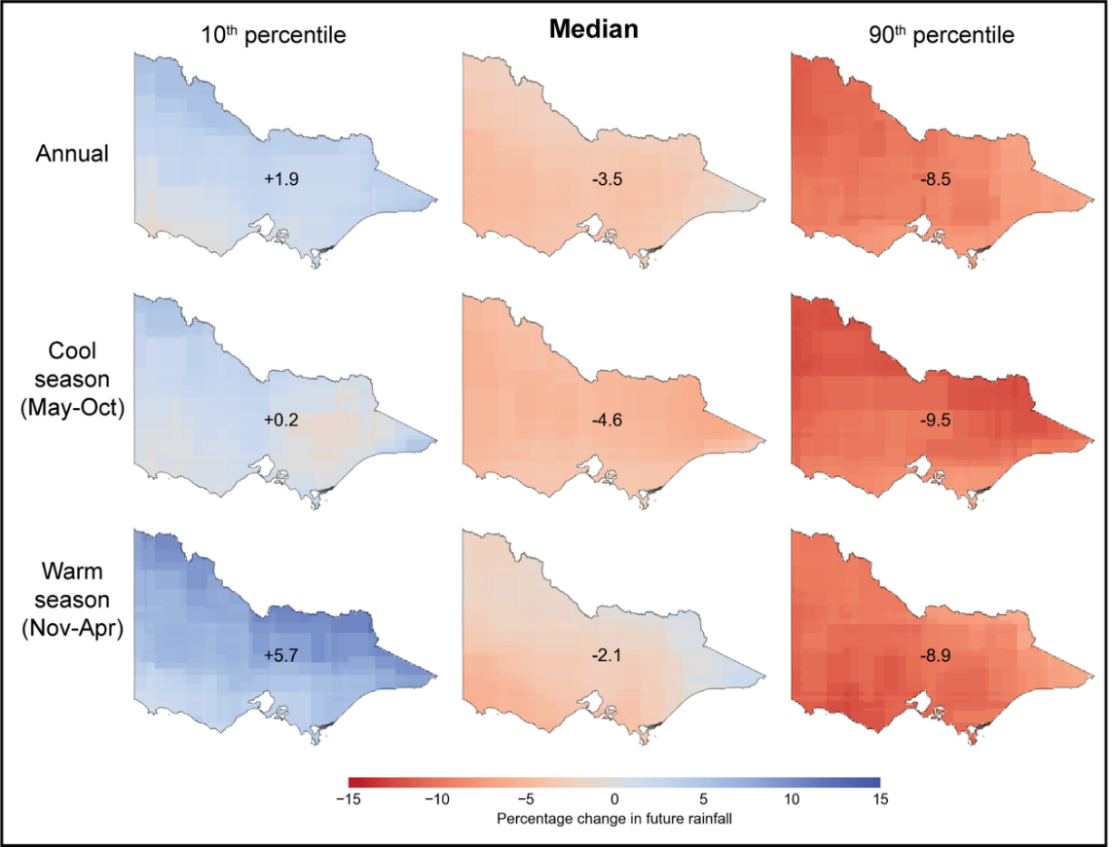 10th percentile
Median
90th percentile
Annual
+1.9
-3.5
-8.5
Cool
season
(May-Oct)
+0.2
-4.6
-9.5
Warm
season
(Nov-Apr)
+5.7
-2.1
-8.9
−15 −10 −5 0 5 10 15
Percentage change in future rainfall